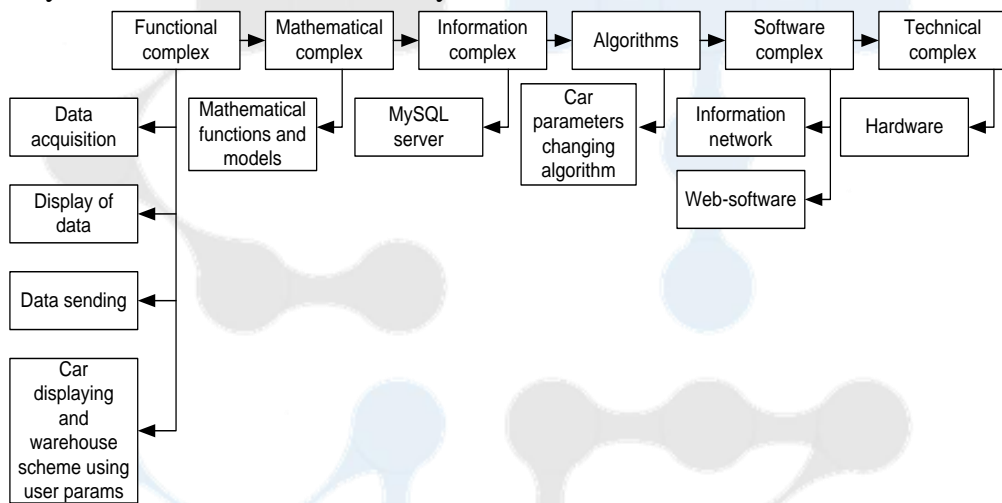 Functional
complex
Mathematical
complex
Information
complex
Algorithms
Software
complex
Technical
complex
Data
acquisition
Mathematical
functions and
models
MySQL
server
Car
parameters
changing
algorithm
Information
network
Hardware
Display of
data
Web-software
Data sending
Car
displaying
and
warehouse
scheme using
user params